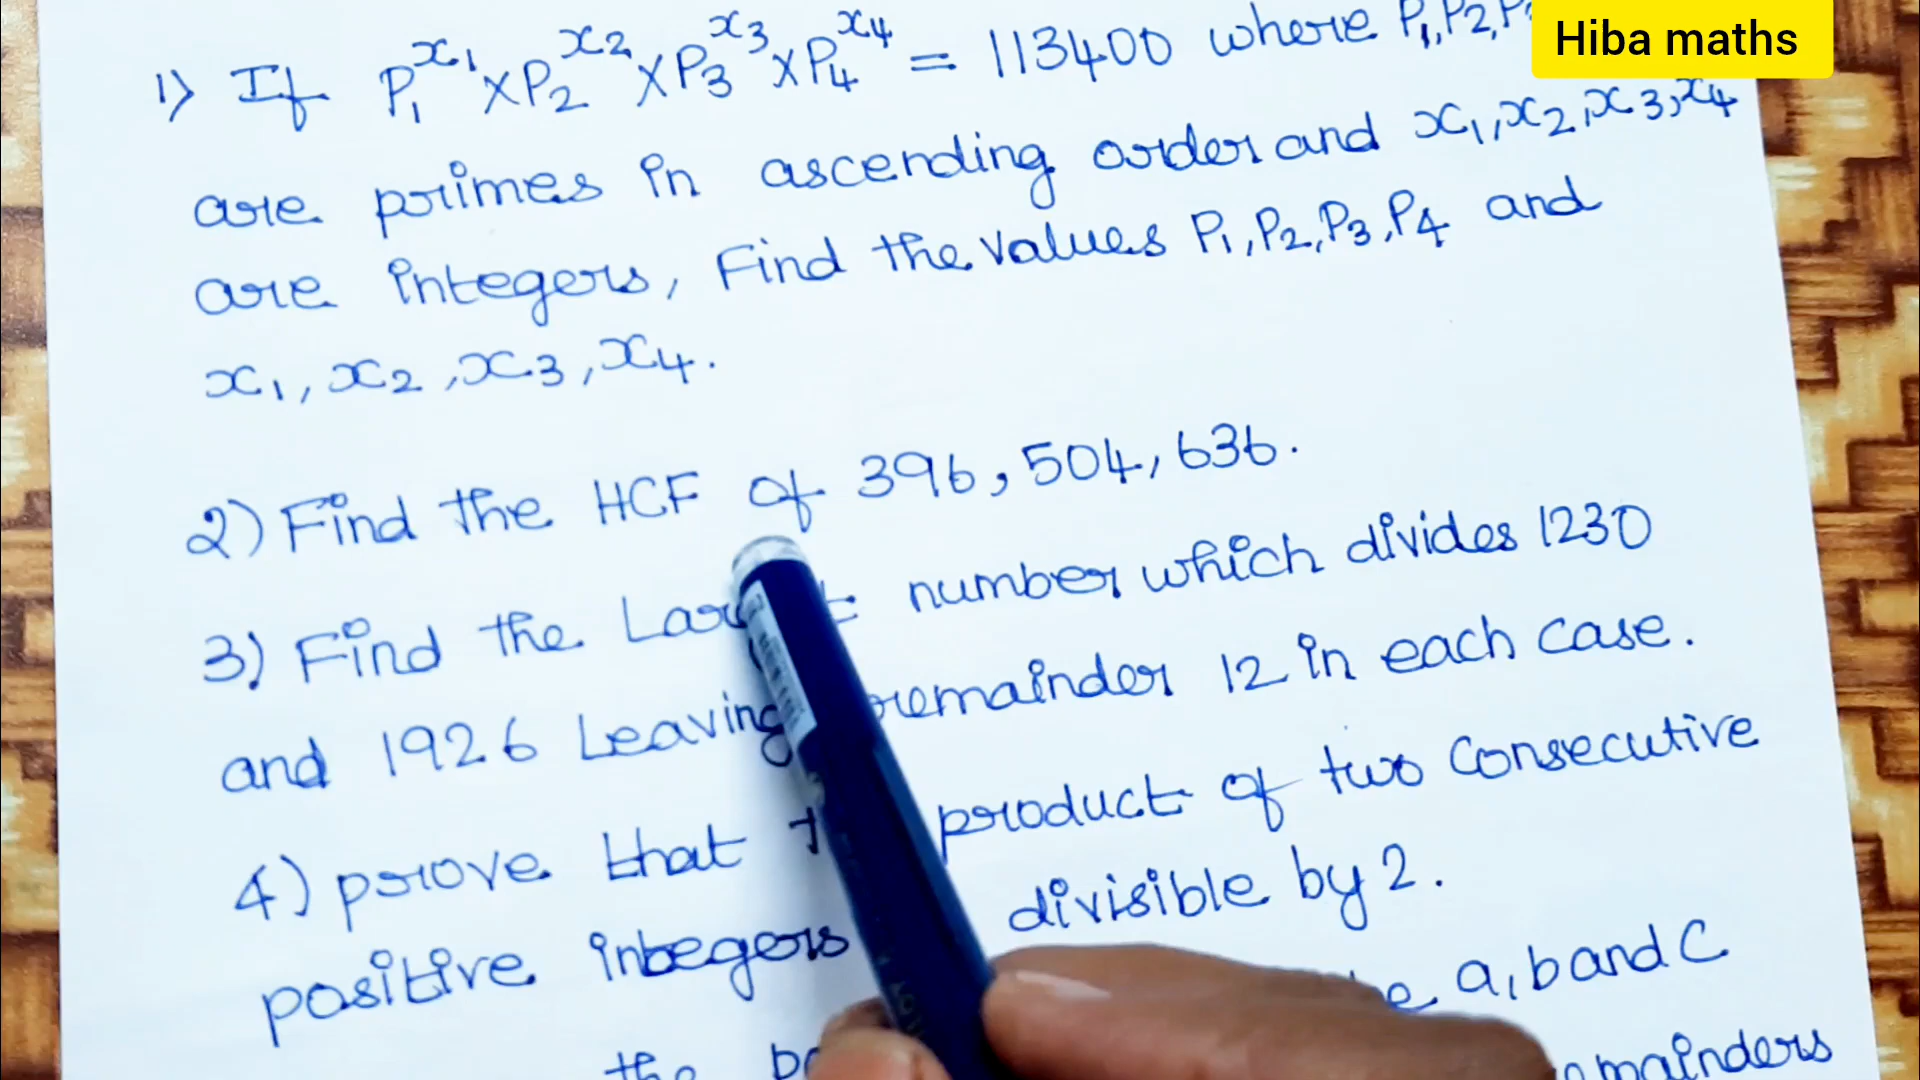 Hiba maths
1) If P₁^x₁ × P₂^x₂ × P₃^x₃ × P₄^x₄ = 113400 where P₁, P₂, P
are primes in ascending order and x₁, x₂, x₃, x₄
are integers, Find the values P₁, P₂, P₃, P₄ and
x₁, x₂, x₃, x₄.
2) Find the HCF of 396, 504, 636.
3) Find the number which divides 1230
and 1926 Leaving remainder 12 in each case.
4) prove that product of two Consecutive
positive integers divisible by 2.
a, b and C
the